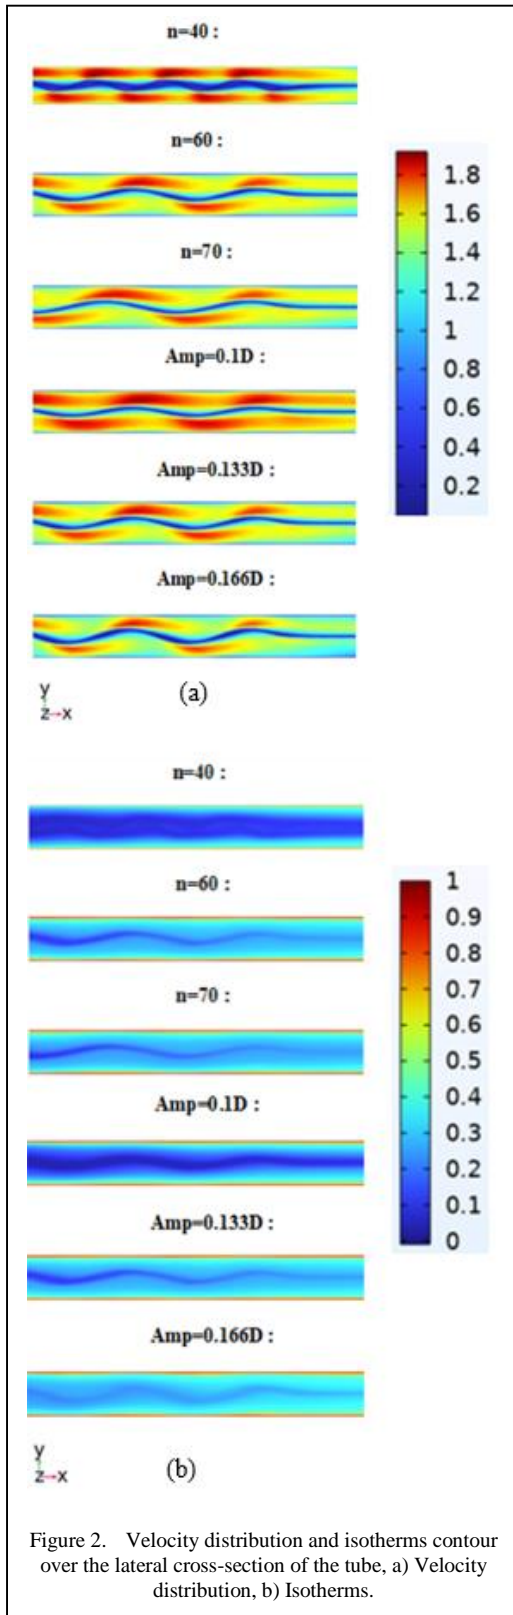 n=40 :
n=60 :
n=70 :
Amp=0.1D :
Amp=0.133D :
Amp=0.166D :
1.8
1.6
1.4
1.2
1
0.8
0.6
0.4
0.2
y
z x
(a)
n=40 :
n=60 :
n=70 :
Amp=0.1D :
Amp=0.133D :
Amp=0.166D :
1
0.9
0.8
0.7
0.6
0.5
0.4
0.3
0.2
0.1
0
y
z x
(b)
Figure 2. Velocity distribution and isotherms contour
over the lateral cross-section of the tube, a) Velocity
distribution, b) Isotherms.